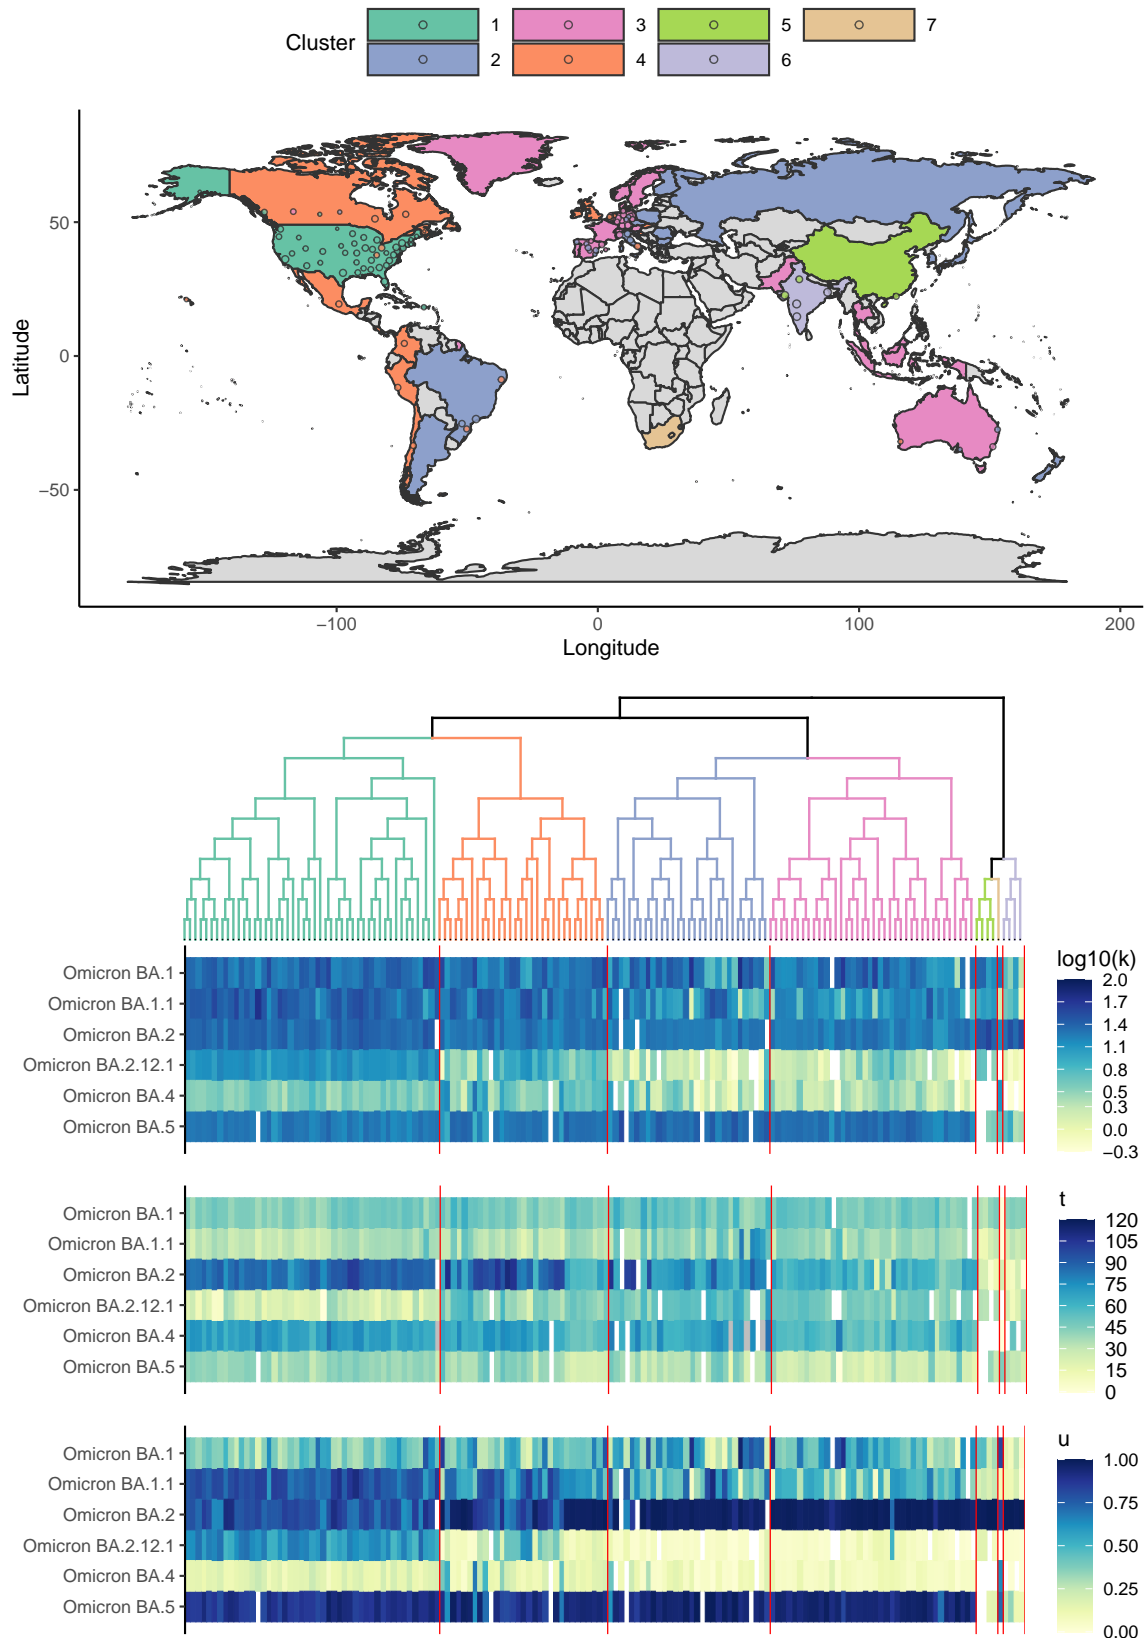 Cluster
1 3 5 7
2 4 6
Latitude
50
0
−50
−100 0 100 200
Longitude
log10(k)
Omicron BA.1
Omicron BA.1.1
Omicron BA.2
Omicron BA.2.12.1
Omicron BA.4
Omicron BA.5
2.0
1.7
1.4
1.1
0.8
0.5
0.3
0.0
−0.3
t
Omicron BA.1
Omicron BA.1.1
Omicron BA.2
Omicron BA.2.12.1
Omicron BA.4
Omicron BA.5
120
105
90
75
60
45
30
15
0
u
Omicron BA.1
Omicron BA.1.1
Omicron BA.2
Omicron BA.2.12.1
Omicron BA.4
Omicron BA.5
1.00
0.75
0.50
0.25
0.00